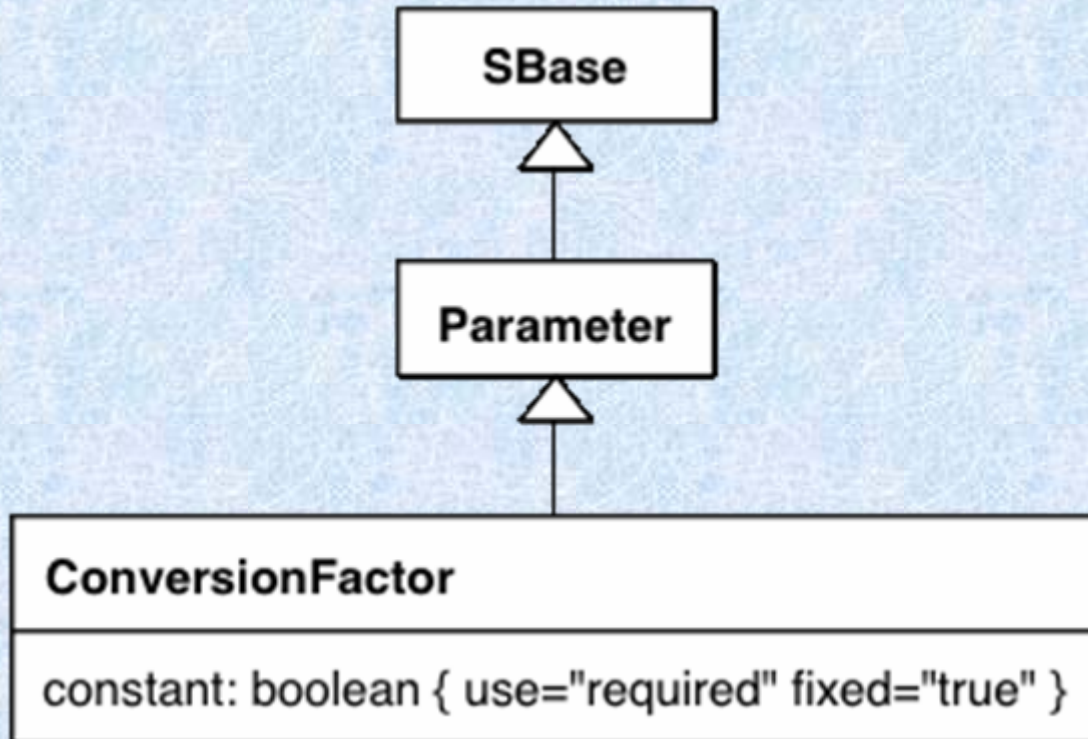 SBase
Parameter
ConversionFactor
constant: boolean { use="required" fixed="true" }